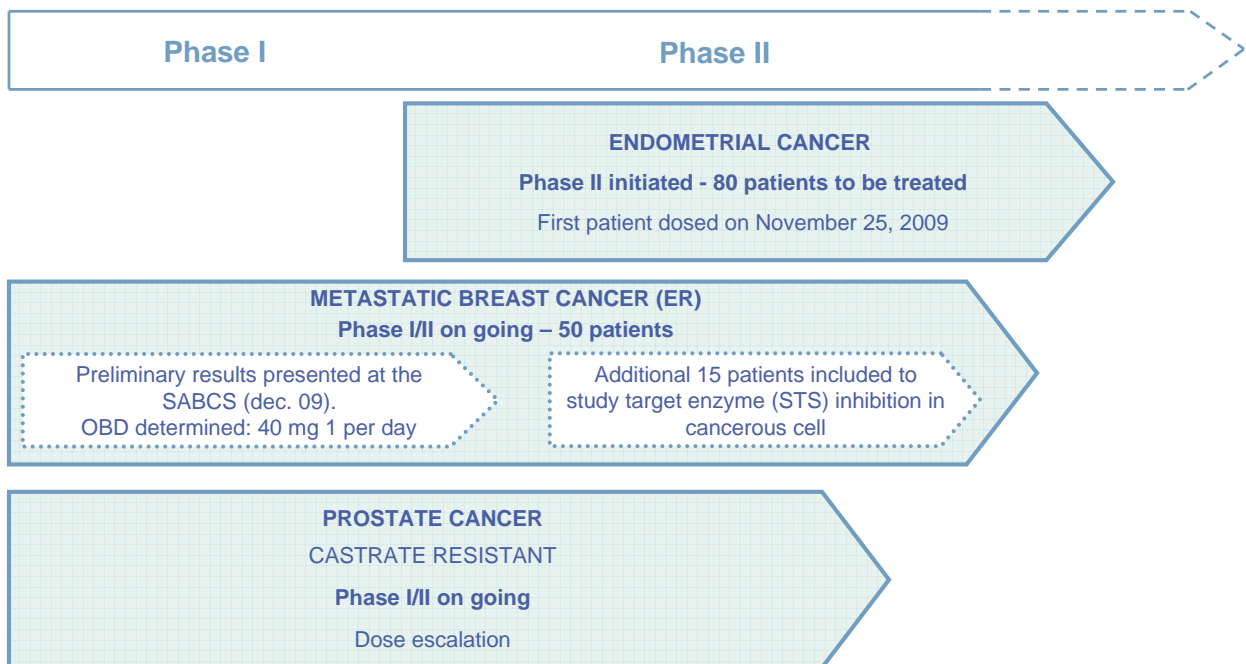 Phase I
Phase II
ENDOMETRIAL CANCER
Phase II initiated - 80 patients to be treated
First patient dosed on November 25, 2009
METASTATIC BREAST CANCER (ER)
Phase I/II on going – 50 patients
Preliminary results presented at the
SABCS (dec. 09).
OBD determined: 40 mg 1 per day
Additional 15 patients included to
study target enzyme (STS) inhibition in
cancerous cell
PROSTATE CANCER
CASTRATE RESISTANT
Phase I/II on going
Dose escalation